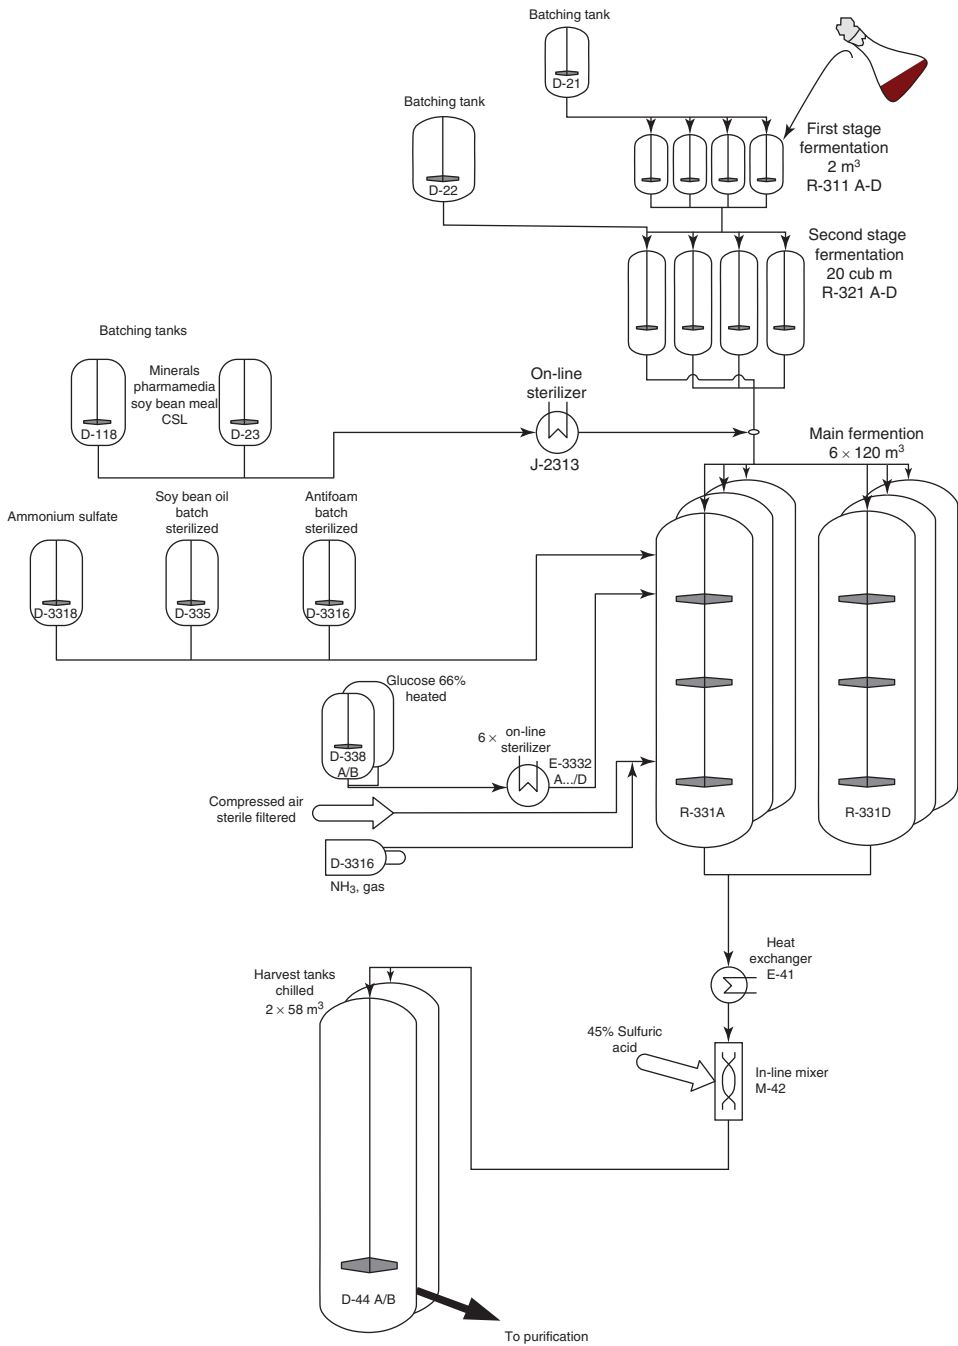 Batching tank
D-21
Batching tank
D-22
First stage
fermentation
2 m³
R-311 A-D
Second stage
fermentation
20 cub m
R-321 A-D
Batching tanks
Minerals
pharmamedia
soy bean meal
CSL
D-118
D-23
On-line
sterilizer
J-2313
Main fermention
6 × 120 m³
Ammonium sulfate
Soy bean oil
batch
sterilized
Antifoam
batch
sterilized
D-3318
D-335
D-3316
Glucose 66%
heated
D-338
A/B
6 ×
on-line
sterilizer
E-3332
A.../D
Compressed air
sterile filtered
D-3316
NH₃, gas
R-331A
R-331D
Heat
exchanger
E-41
Harvest tanks
chilled
2 × 58 m³
45% Sulfuric
acid
In-line mixer
M-42
D-44 A/B
To purification